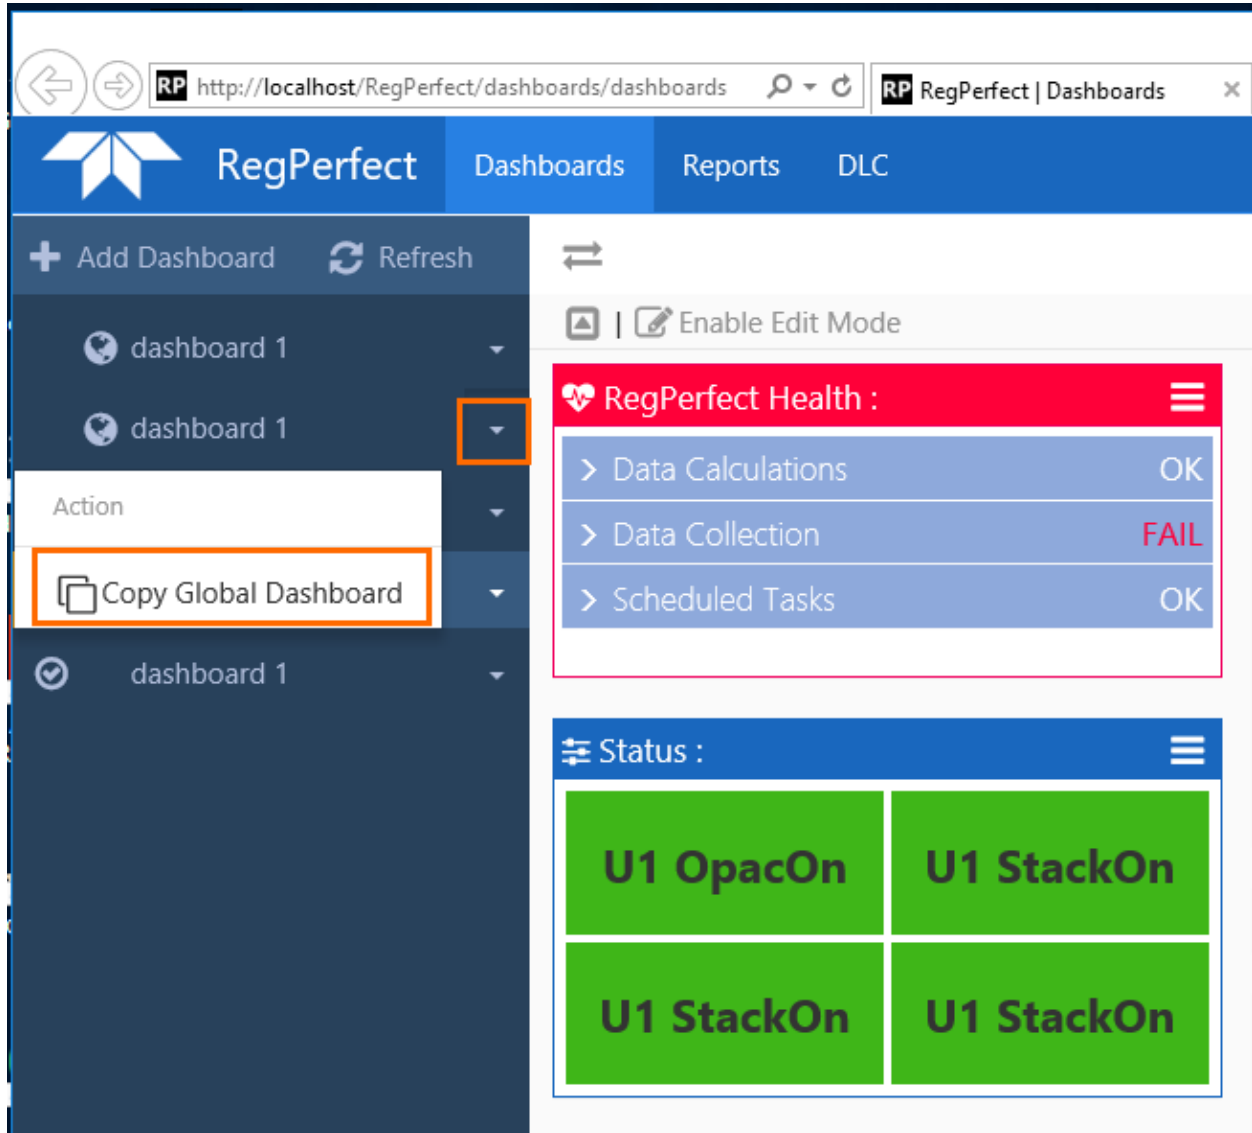 RP http://localhost/RegPerfect/dashboards/dashboards
RP RegPerfect | Dashboards
RegPerfect Dashboards Reports DLC
Add Dashboard Refresh
| Enable Edit Mode
dashboard 1
dashboard 1
Action
Copy Global Dashboard
dashboard 1
RegPerfect Health :
Data Calculations OK
Data Collection FAIL
Scheduled Tasks OK
Status :
U1 OpacOn U1 StackOn
U1 StackOn U1 StackOn